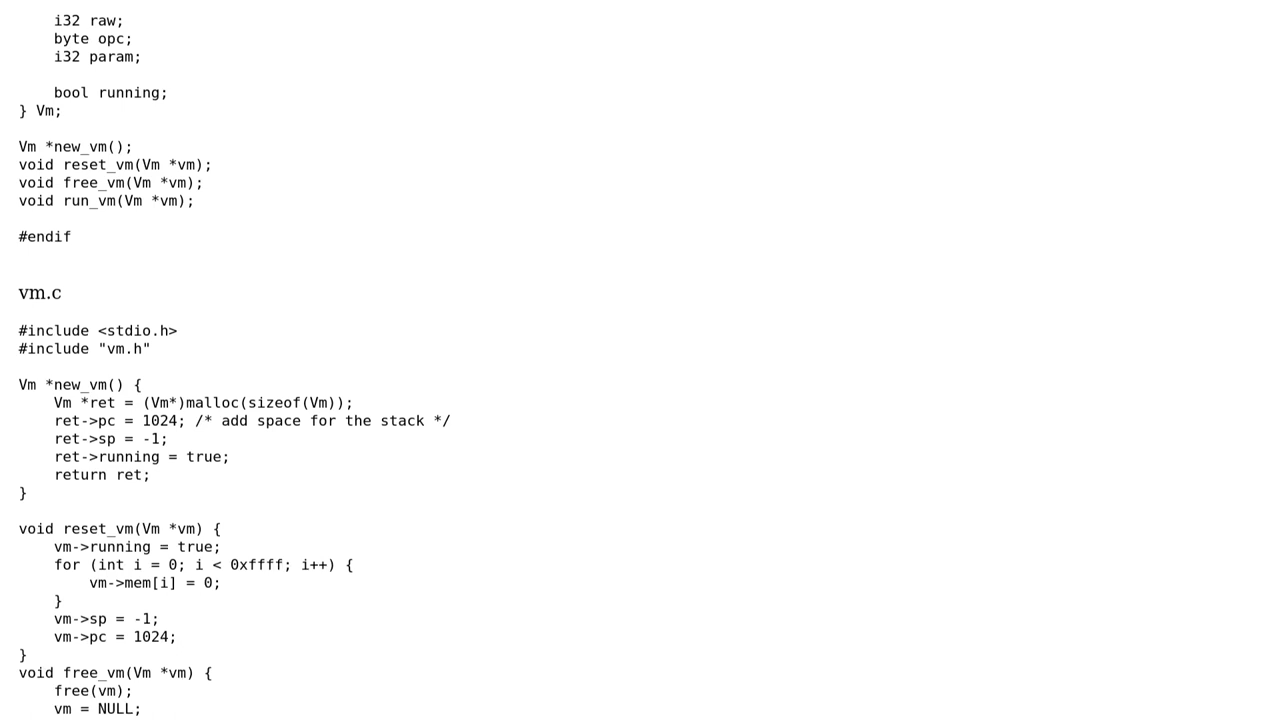 i32 raw;
    byte opc;
    i32 param;

    bool running;
} Vm;

Vm *new_vm();
void reset_vm(Vm *vm);
void free_vm(Vm *vm);
void run_vm(Vm *vm);

#endif

vm.c

#include <stdio.h>
#include "vm.h"

Vm *new_vm() {
    Vm *ret = (Vm*)malloc(sizeof(Vm));
    ret->pc = 1024; /* add space for the stack */
    ret->sp = -1;
    ret->running = true;
    return ret;
}

void reset_vm(Vm *vm) {
    vm->running = true;
    for (int i = 0; i < 0xffff; i++) {
        vm->mem[i] = 0;
    }
    vm->sp = -1;
    vm->pc = 1024;
}
void free_vm(Vm *vm) {
    free(vm);
    vm = NULL;